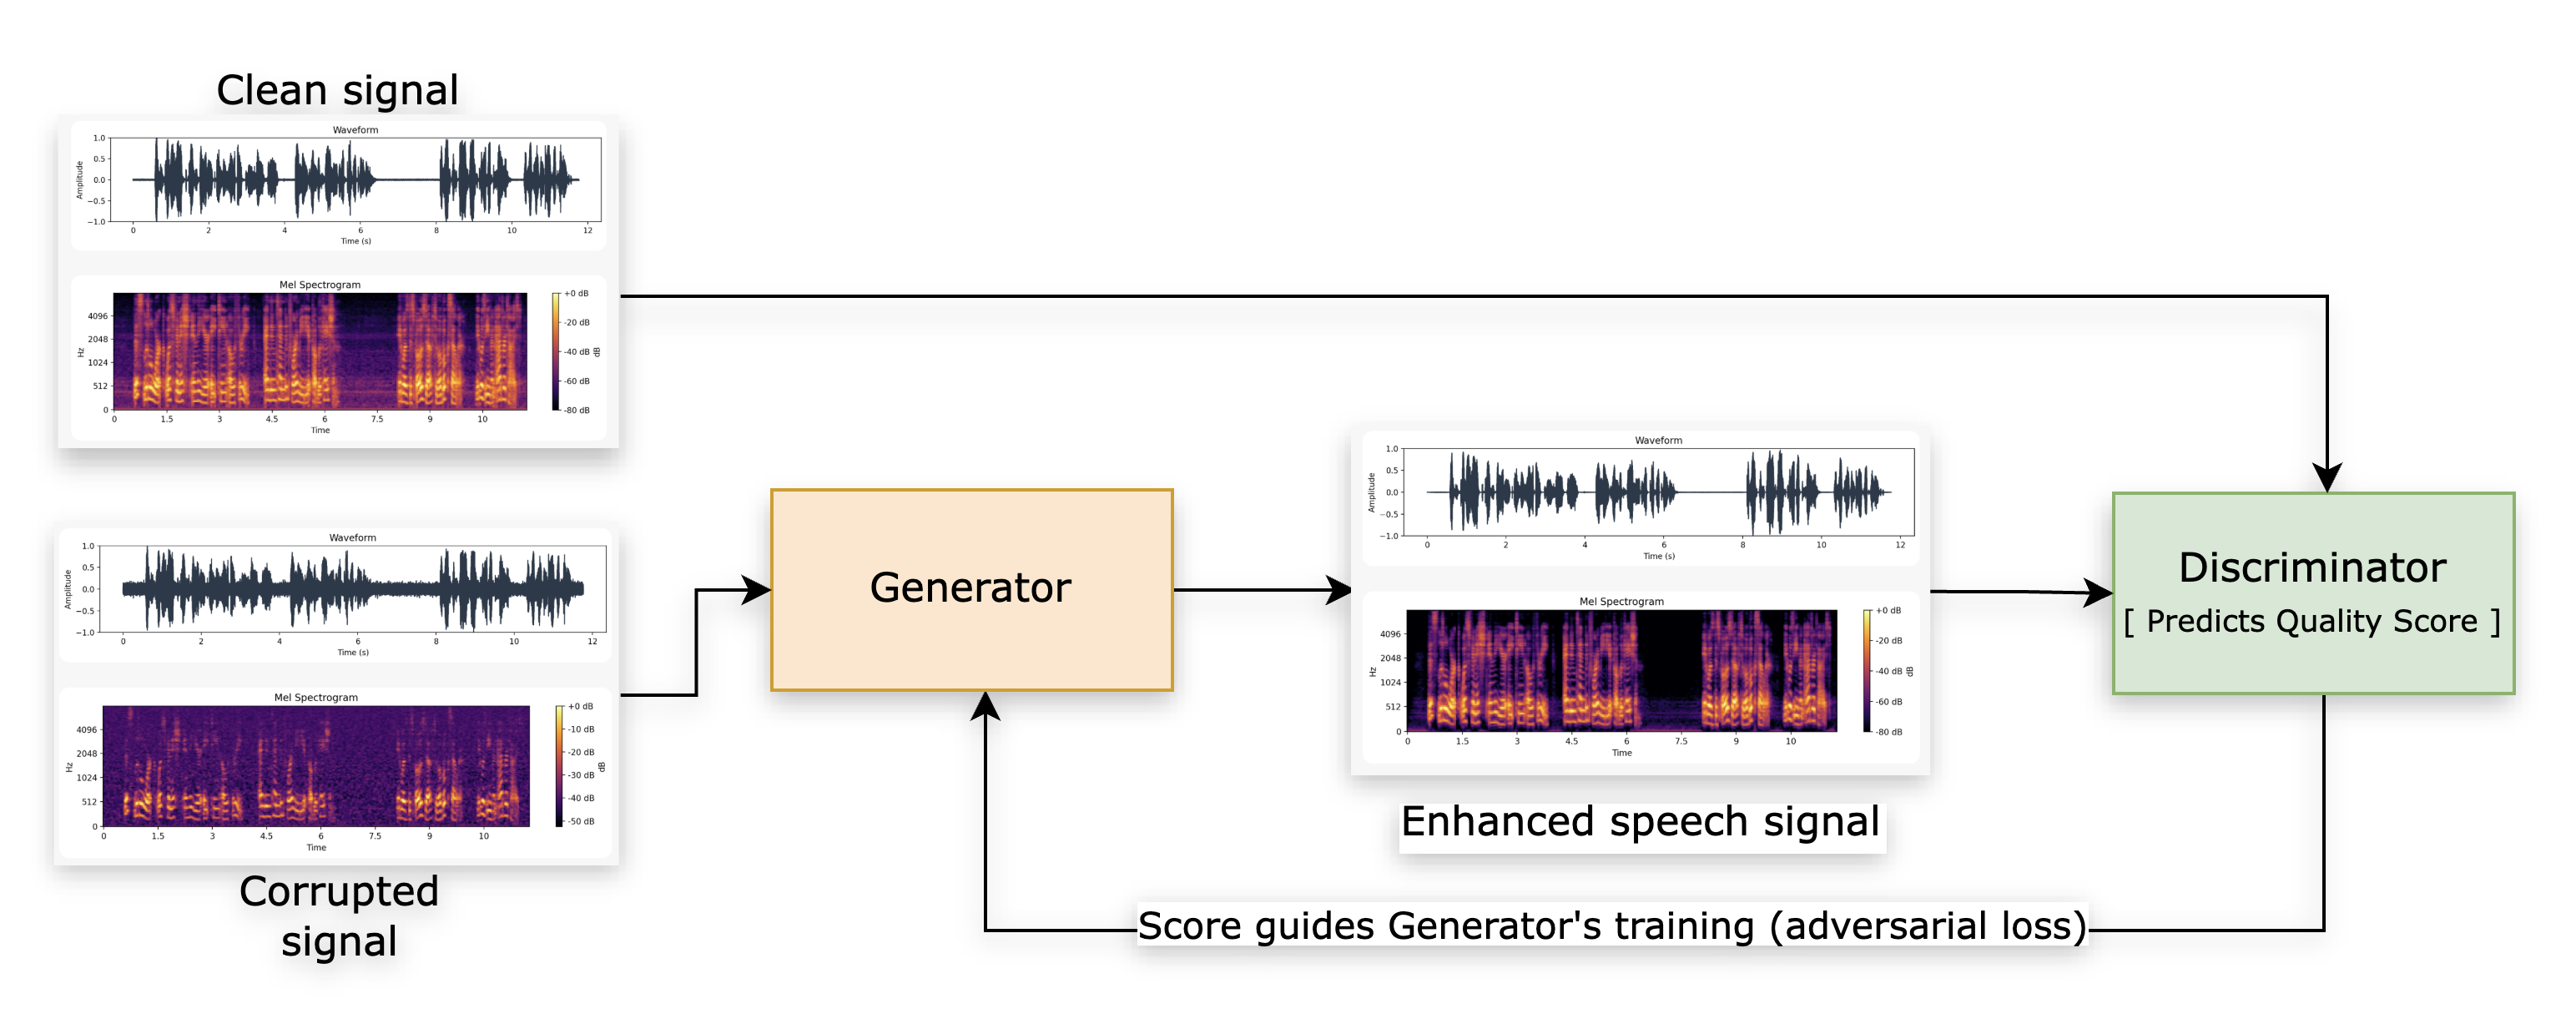 Clean signal
Waveform
1.0
0.5
0.0
−0.5
−1.0
Amplitude
0 2 4 6 8 10 12
Time (s)
Mel Spectrogram
4096
2048
1024
512
0
Hz
0 1.5 3 4.5 6 7.5 9 10
Time
+0 dB
-20 dB
-40 dB
-60 dB
-80 dB
dB
Waveform
1.0
0.5
0.0
−0.5
−1.0
Amplitude
0 2 4 6 8 10 12
Time (s)
Mel Spectrogram
4096
2048
1024
512
0
Hz
0 1.5 3 4.5 6 7.5 9 10
Time
+0 dB
-10 dB
-20 dB
-30 dB
-40 dB
-50 dB
dB
Corrupted
signal
Generator
Waveform
1.0
0.5
0.0
−0.5
−1.0
Amplitude
0 2 4 6 8 10 12
Time (s)
Mel Spectrogram
4096
2048
1024
512
0
Hz
0 1.5 3 4.5 6 7.5 9 10
Time
+0 dB
-20 dB
-40 dB
-60 dB
-80 dB
dB
Enhanced speech signal
Discriminator
[ Predicts Quality Score ]
Score guides Generator's training (adversarial loss)